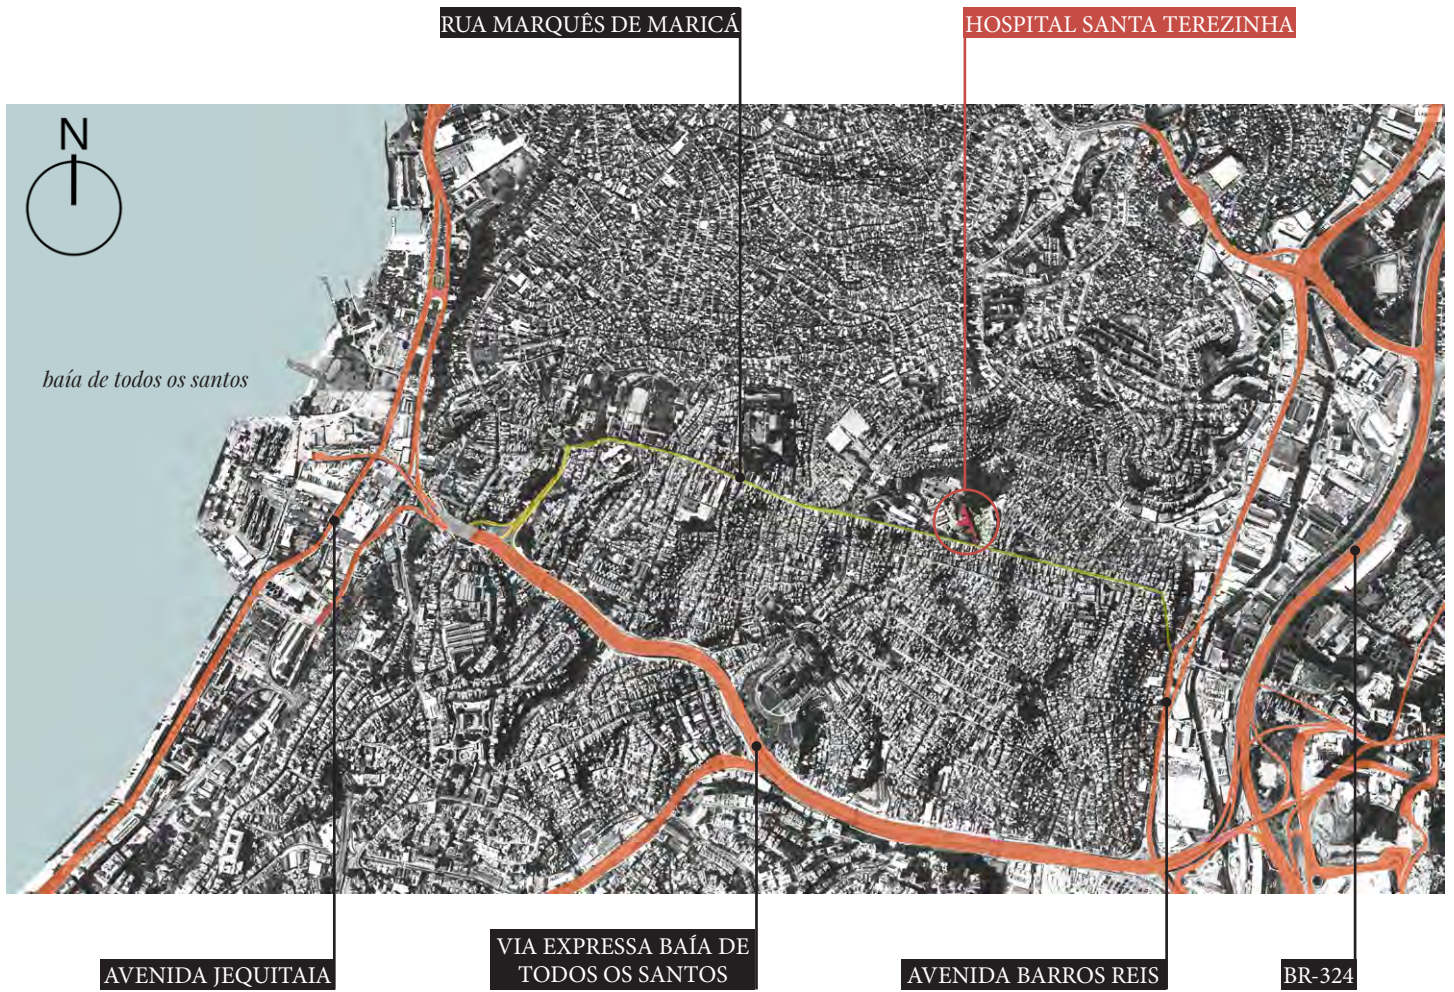 RUA MARQUÊS DE MARICÁ
HOSPITAL SANTA TEREZINHA
N
baía de todos os santos
AVENIDA JEQUITAIA
VIA EXPRESSA BAÍA DE
TODOS OS SANTOS
AVENIDA BARROS REIS
BR-324